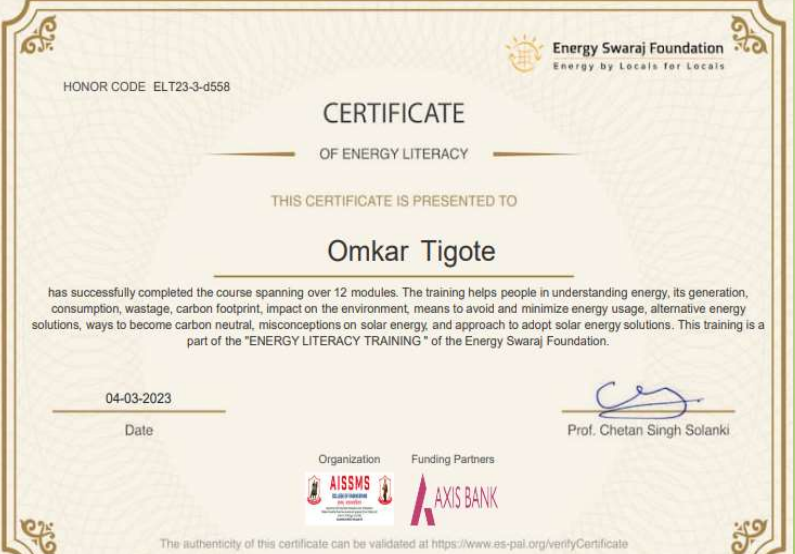 Energy Swaraj Foundation
Energy by Locals for Locals
HONOR CODE ELT23-3-d558
CERTIFICATE
OF ENERGY LITERACY
THIS CERTIFICATE IS PRESENTED TO
Omkar Tigote
has successfully completed the course spanning over 12 modules. The training helps people in understanding energy, its generation,
consumption, wastage, carbon footprint, impact on the environment, means to avoid and minimize energy usage, alternative energy
solutions, ways to become carbon neutral, misconceptions on solar energy, and approach to adopt solar energy solutions. This training is a
part of the "ENERGY LITERACY TRAINING " of the Energy Swaraj Foundation.
04-03-2023
Date
Prof. Chetan Singh Solanki
Organization
Funding Partners
AISSMS
COLLEGE OF ENGINEERING
AXIS BANK
The authenticity of this certificate can be validated at https://www.es-pal.org/verifyCertificate